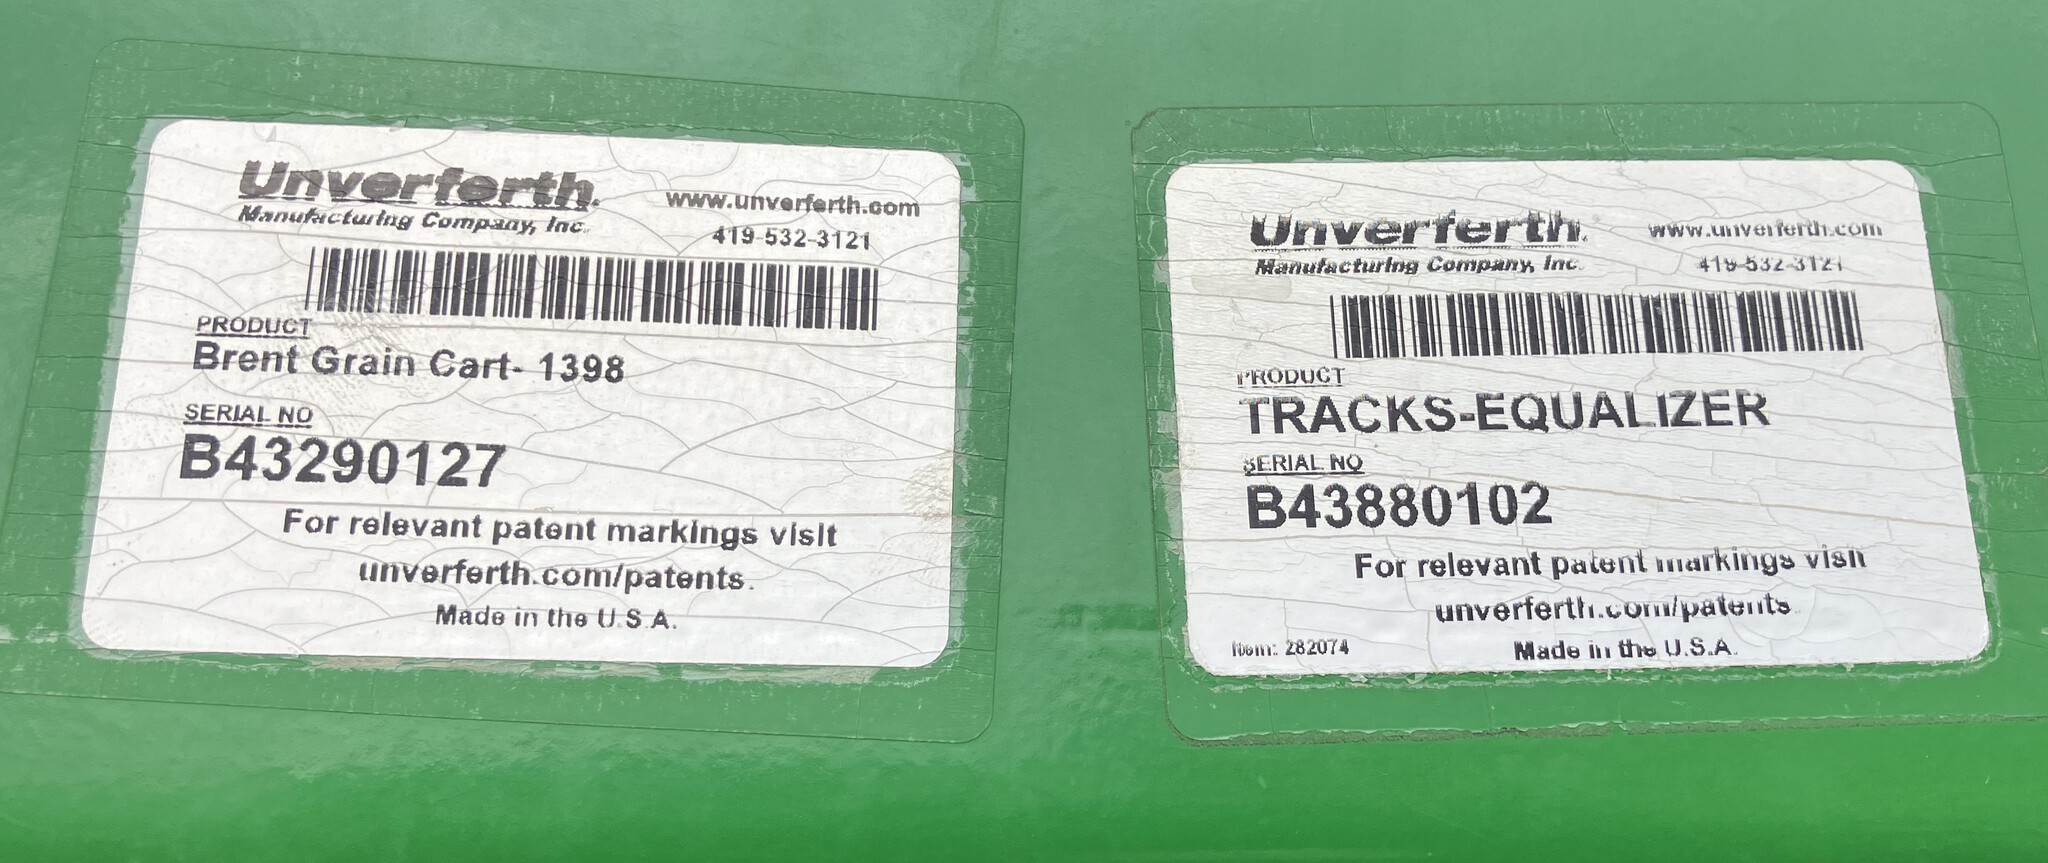 Unverferth.
Manufacturing Company, Inc.
www.unverferth.com
419-532-3121
PRODUCT
Brent Grain Cart- 1398
SERIAL NO
B43290127
For relevant patent markings visit
unverferth.com/patents.
Made in the U.S.A.
Unverferth.
Manufacturing Company, Inc.
www.unverferth.com
419-532-3121
PRODUCT
TRACKS-EQUALIZER
SERIAL NO
B43880102
For relevant patent markings visit
unverferth.com/patents.
Item: 282074
Made in the U.S.A.